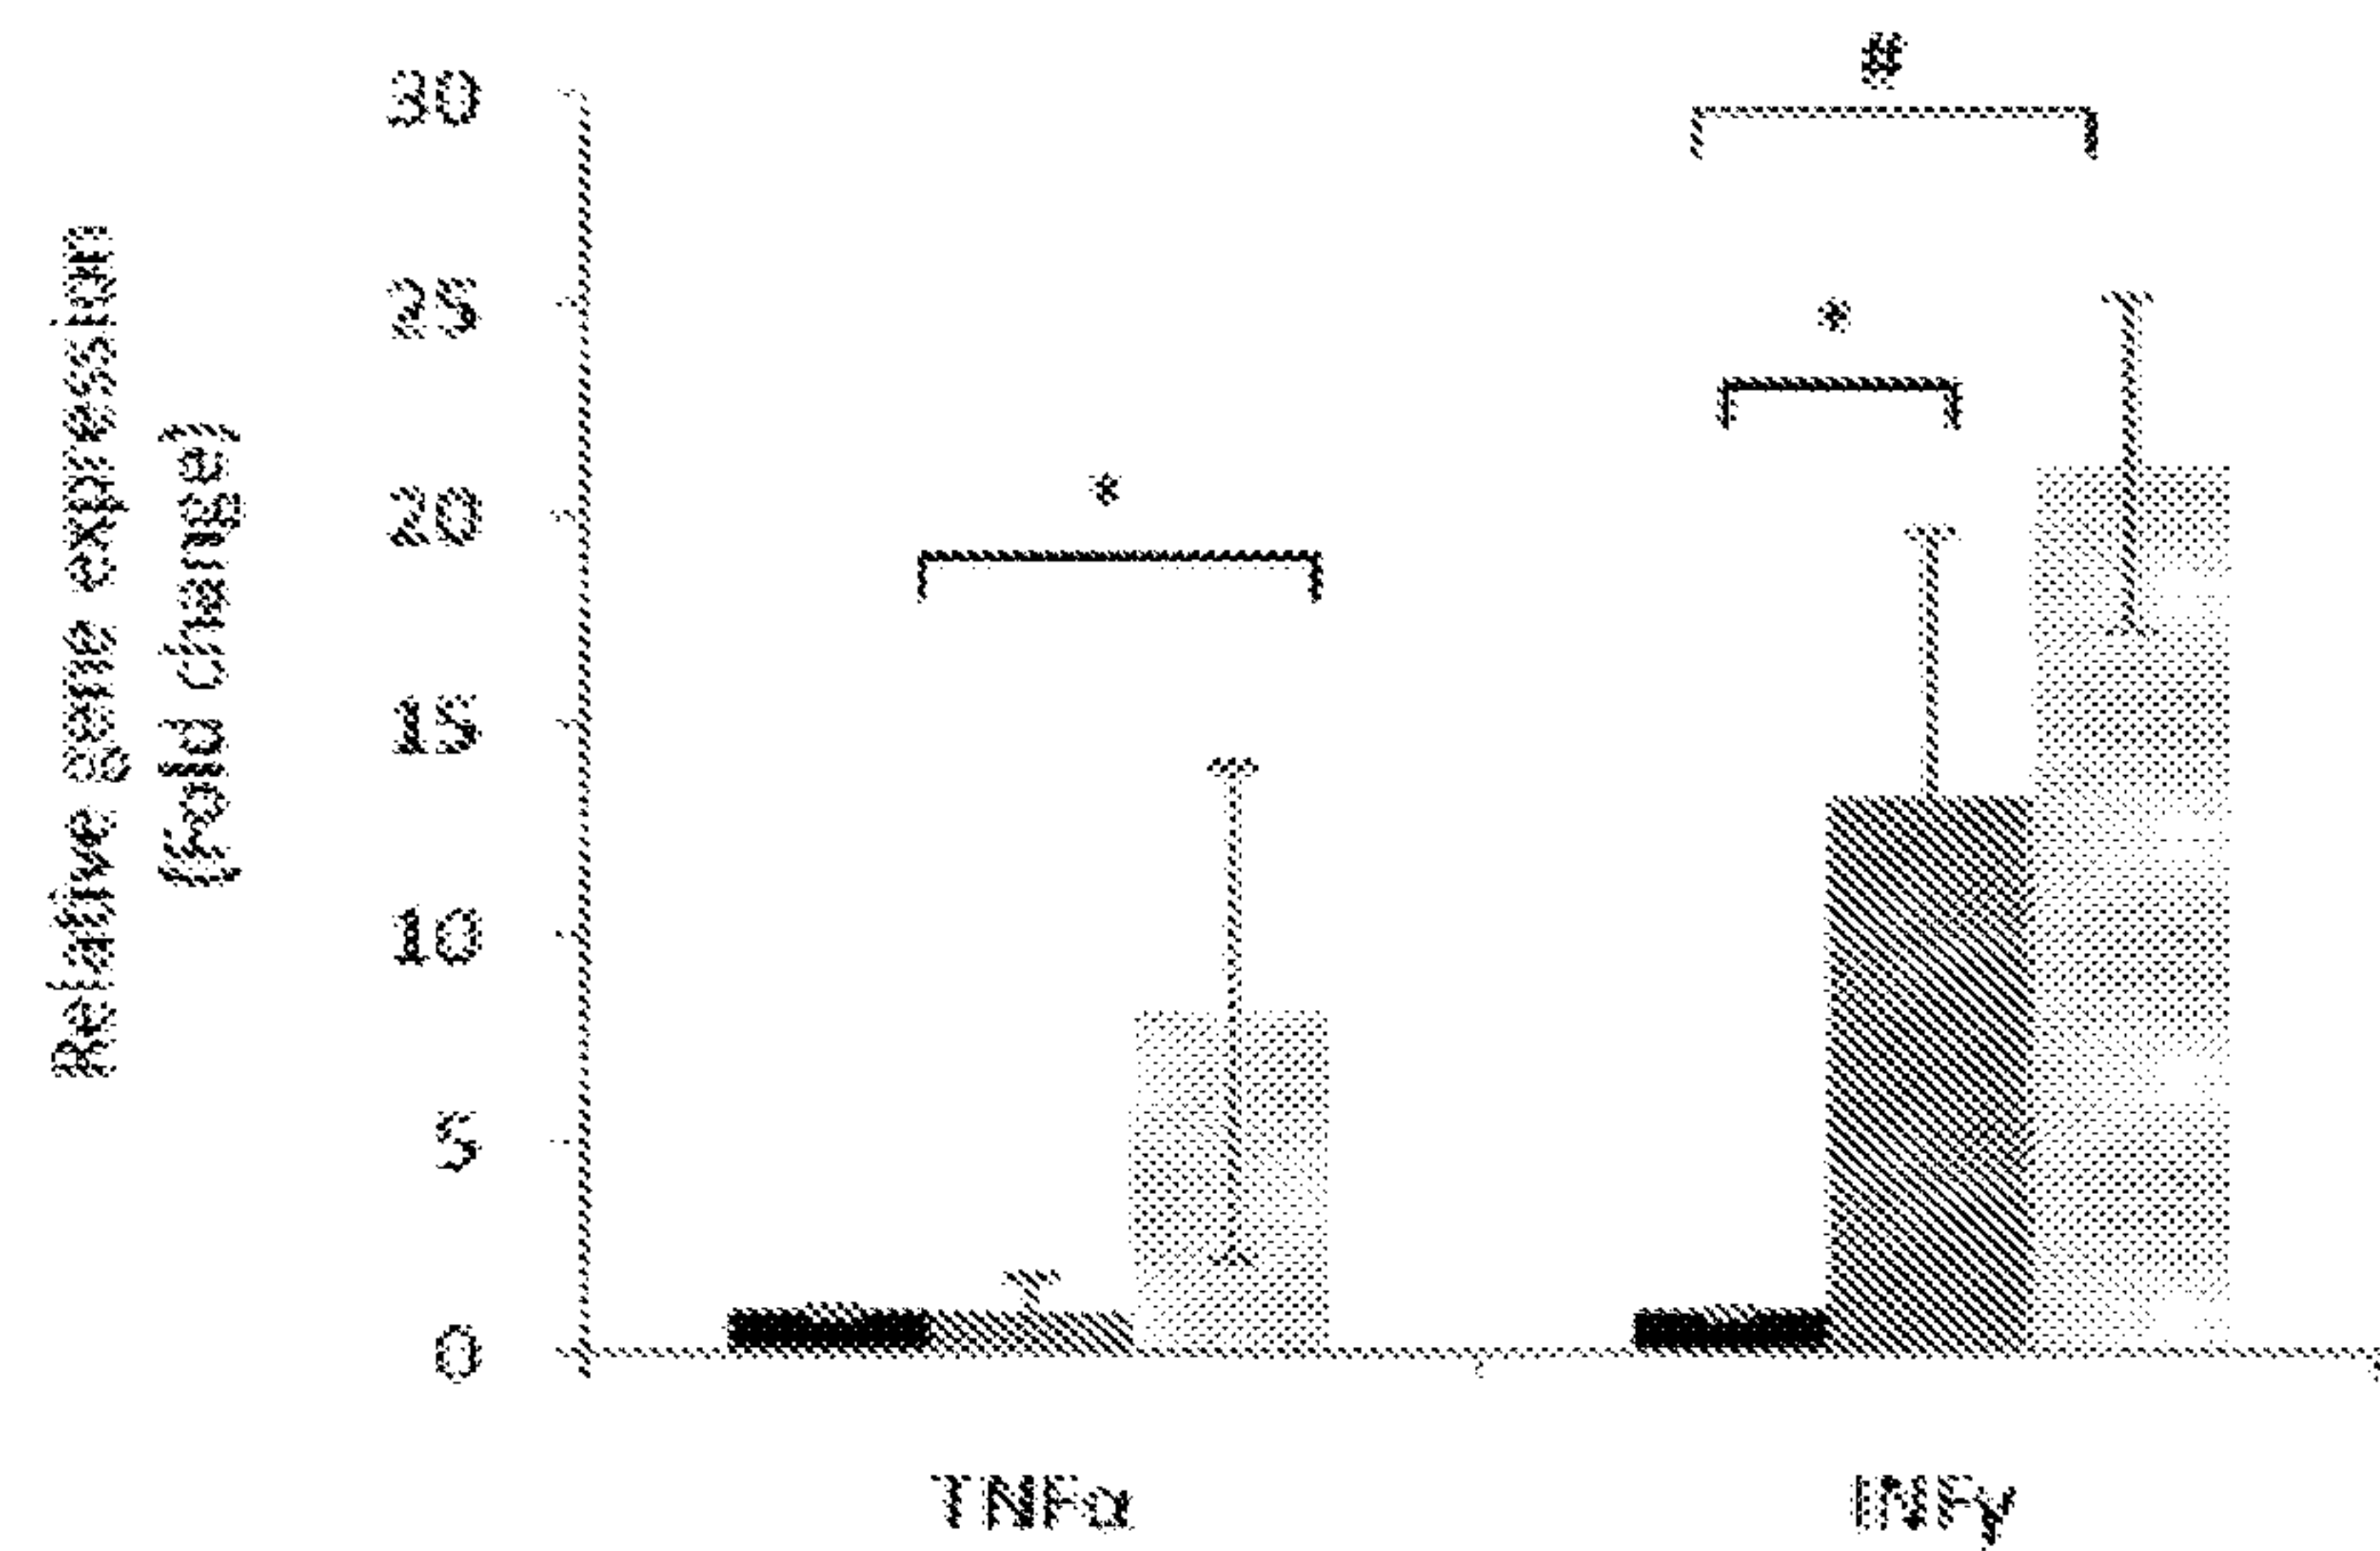 Relative gene expression
(Fold change)
30
25
20
15
10
5
0
*
#
*
TNFα
INFγ